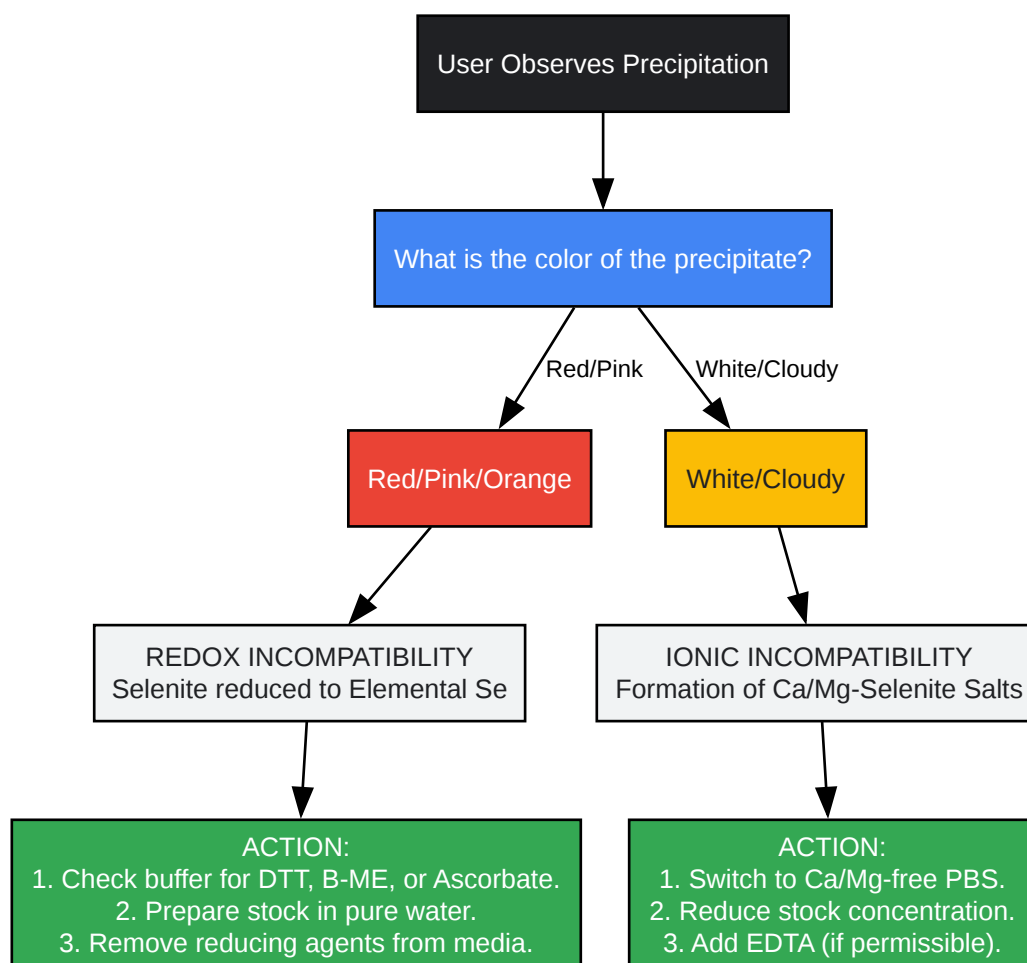 User Observes Precipitation
What is the color of the precipitate?
Red/Pink
White/Cloudy
Red/Pink/Orange
White/Cloudy
REDOX INCOMPATIBILITY
Selenite reduced to Elemental Se
IONIC INCOMPATIBILITY
Formation of Ca/Mg-Selenite Salts
ACTION:
1. Check buffer for DTT, B-ME, or Ascorbate.
2. Prepare stock in pure water.
3. Remove reducing agents from media.
ACTION:
1. Switch to Ca/Mg-free PBS.
2. Reduce stock concentration.
3. Add EDTA (if permissible).